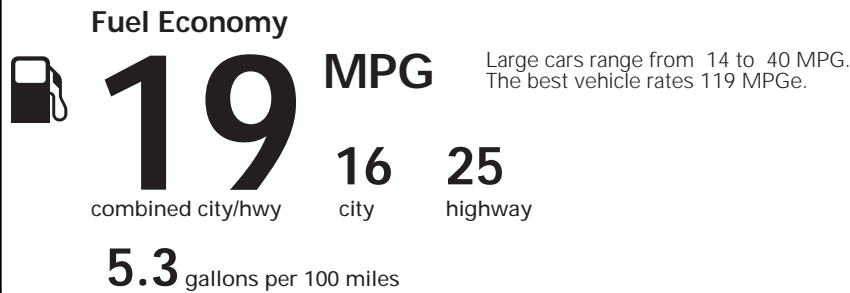 Fuel Economy
19 MPG
Large cars range from 14 to 40 MPG.
The best vehicle rates 119 MPGe.
16 25
combined city/hwy city highway
5.3 gallons per 100 miles